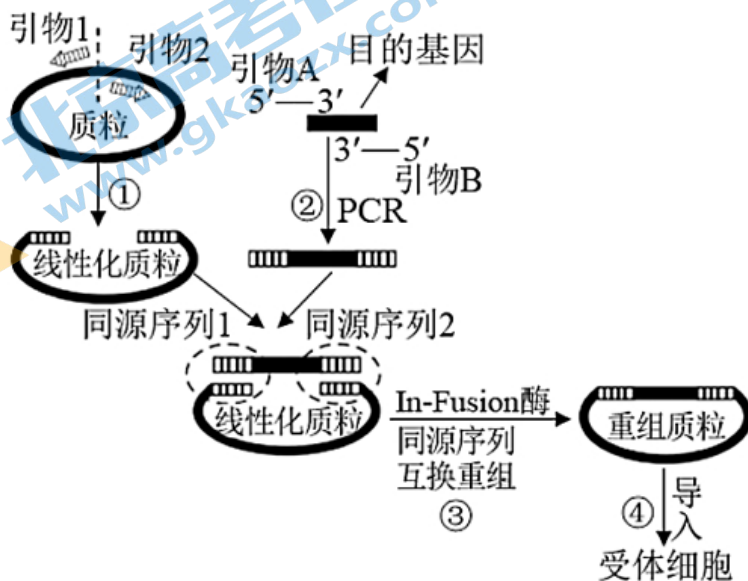 引物1
引物2
质粒
①
线性化质粒
目的基因
引物A
5′—3′
3′—5′
引物B
② PCR
同源序列1
同源序列2
线性化质粒
In-Fusion酶
同源序列
互换重组
③
重组质粒
④ 导入
受体细胞